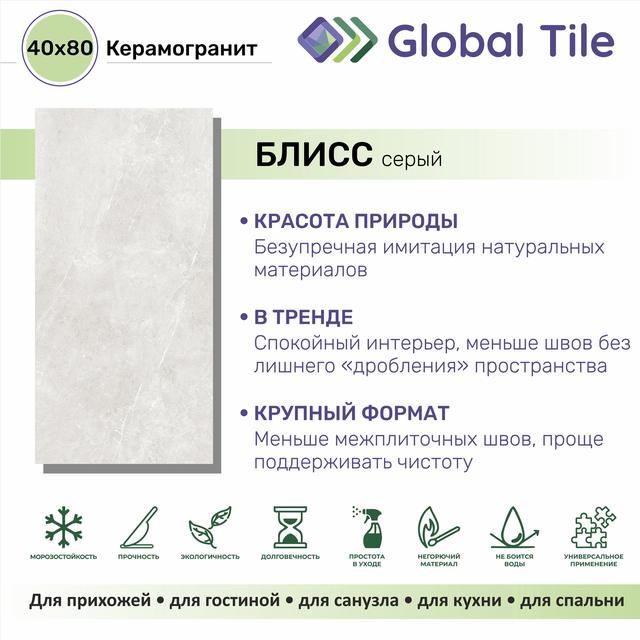 40x80 Керамогранит
Global Tile
БЛИСС серый
• КРАСОТА ПРИРОДЫ
Безупречная имитация натуральных
материалов
• В ТРЕНДЕ
Спокойный интерьер, меньше швов без
лишнего «дробления» пространства
• КРУПНЫЙ ФОРМАТ
Меньше межплиточных швов, проще
поддерживать чистоту
МОРОЗОСТОЙКОСТЬ
ПРОЧНОСТЬ
ЭКОЛОГИЧНОСТЬ
ДОЛГОВЕЧНОСТЬ
ПРОСТОТА
В УХОДЕ
НЕГОРЮЧИЙ
МАТЕРИАЛ
НЕ БОИТСЯ
ВОДЫ
УНИВЕРСАЛЬНОЕ
ПРИМЕНЕНИЕ
Для прихожей • для гостиной • для санузла • для кухни • для спальни